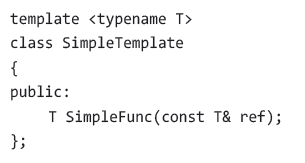 template <typename T>
class SimpleTemplate
{
public:
    T SimpleFunc(const T& ref);
};